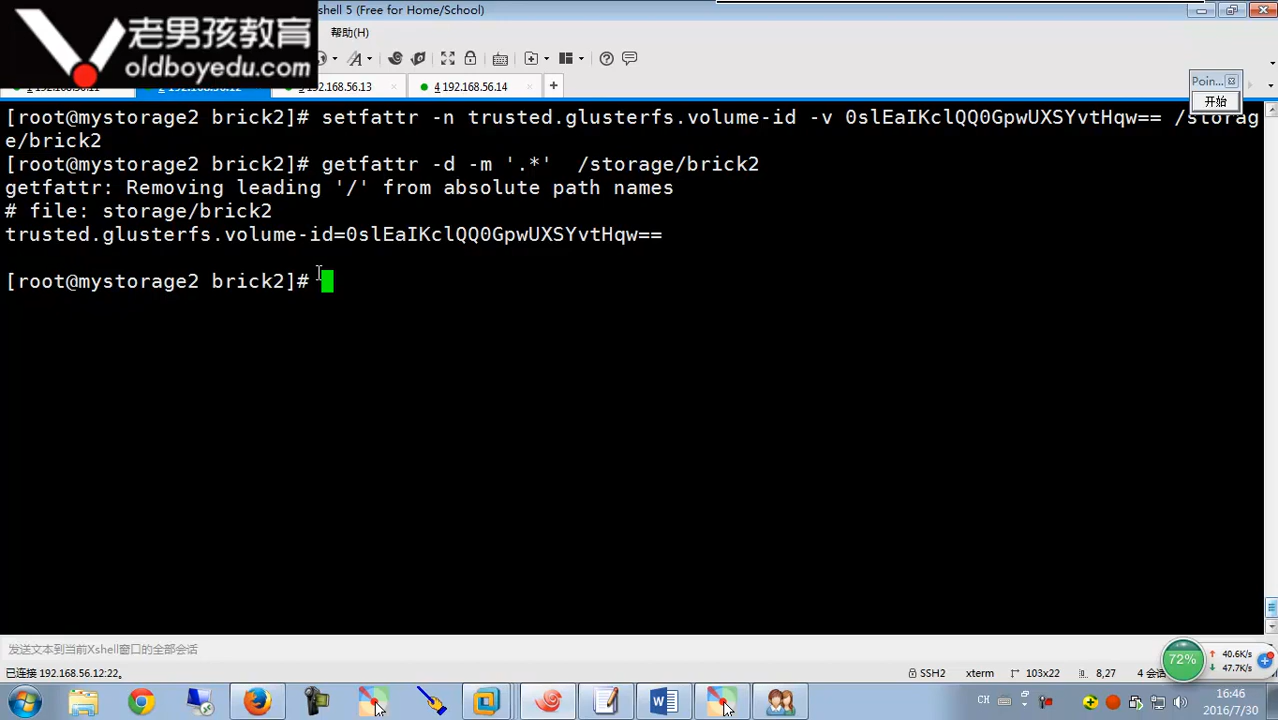 老男孩教育
oldboyedu.com
shell 5 (Free for Home/School)
帮助(H)
Poin...
开始
192.168.56.13
4 192.168.56.14
[root@mystorage2 brick2]# setfattr -n trusted.glusterfs.volume-id -v 0slEaIKclQQ0GpwUXSYvtHqw== /storag
e/brick2
[root@mystorage2 brick2]# getfattr -d -m '.*'  /storage/brick2
getfattr: Removing leading '/' from absolute path names
# file: storage/brick2
trusted.glusterfs.volume-id=0slEaIKclQQ0GpwUXSYvtHqw==
[root@mystorage2 brick2]#
发送文本到当前Xshell窗口的全部会话
已连接 192.168.56.12:22。
SSH2
xterm
103x22
8,27
4 会
72%
40.6K/s
47.7K/s
CH
16:46
2016/7/30